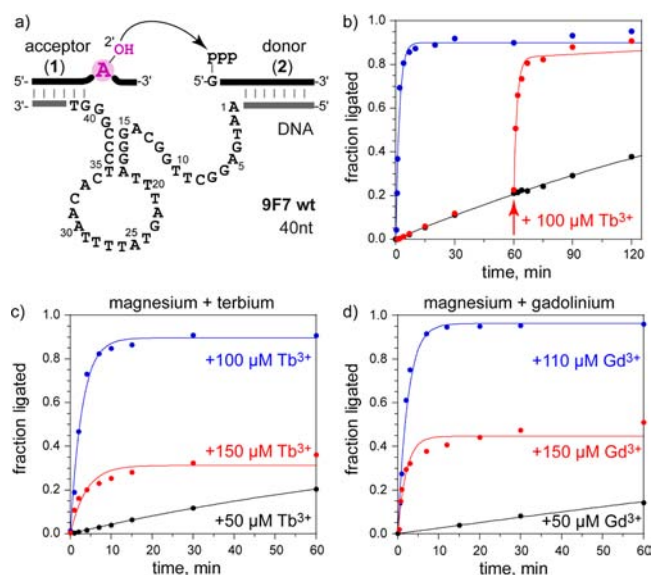 a)
2'
OH
acceptor
(1)
PPP
donor
(2)
5'-
A
-3'
5'-
G
-3'
3'-
TG
A
-5'
1
DNA
40
15
35
10
5
20
25
30
9F7 wt
40nt
b)
fraction ligated
1.0
0.8
0.6
0.4
0.2
0.0
+ 100 µM Tb3+
0 30 60 90 120
time, min
c)
magnesium + terbium
fraction ligated
1.0
0.8
0.6
0.4
0.2
0.0
+100 µM Tb3+
+150 µM Tb3+
+50 µM Tb3+
0 10 20 30 40 50 60
time, min
d)
magnesium + gadolinium
fraction ligated
1.0
0.8
0.6
0.4
0.2
0.0
+110 µM Gd3+
+150 µM Gd3+
+50 µM Gd3+
0 10 20 30 40 50 60
time, min